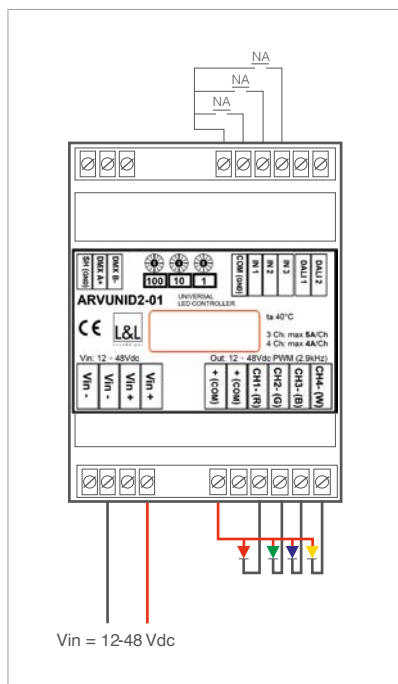 NA
NA
NA
SH (GND)
DMX A+
DMX B-
100 10 1
COM (GND)
IN 1
IN 2
IN 3
DALI 1
DALI 2
ARVUNID2-01
UNIVERSAL
LED CONTROLLER
CE L&L
ta 40°C
3 Ch: max 5A/Ch
4 Ch: max 4A/Ch
Vin: 12 ÷ 48Vdc
Out: 12 ÷ 48Vdc PWM (2.9kHz)
Vin -
Vin -
Vin +
Vin +
+ (COM)
+ (COM)
CH1- (R)
CH2- (G)
CH3- (B)
CH4- (W)
Vin = 12-48 Vdc